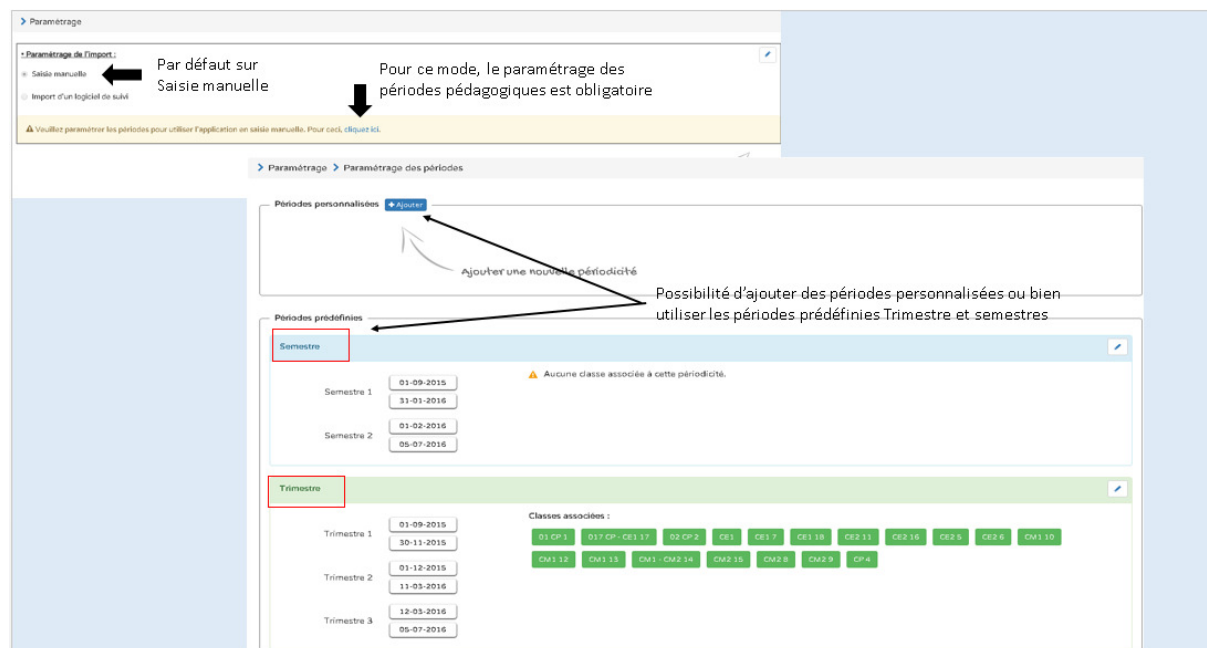 Paramétrage
• Paramétrage de l'import :
Saisie manuelle
Import d'un logiciel de suivi
Par défaut sur
Saisie manuelle
Pour ce mode, le paramétrage des
périodes pédagogiques est obligatoire
Veuillez paramétrer les périodes pour utiliser l'application en saisie manuelle. Pour ceci, cliquez ici.
Paramétrage > Paramétrage des périodes
Périodes personnalisées
Ajouter
Ajouter une nouvelle périodicité
Possibilité d'ajouter des périodes personnalisées ou bien
utiliser les périodes prédéfinies Trimestre et semestres
Périodes prédéfinies
Semestre
Semestre 1
01-09-2015
31-01-2016
Semestre 2
01-02-2016
05-07-2016
Aucune classe associée à cette périodicité.
Trimestre
Trimestre 1
01-09-2015
30-11-2015
Trimestre 2
01-12-2015
11-03-2016
Trimestre 3
12-03-2016
05-07-2016
Classes associées :
01 CP 1 017 CP - CE1 17 02 CP 2 CE1 CE1 7 CE1 18 CE2 11 CE2 16 CE2 5 CE2 6 CM1 10
CM1 12 CM1 13 CM1 - CM2 14 CM2 15 CM2 8 CM2 9 CP 4